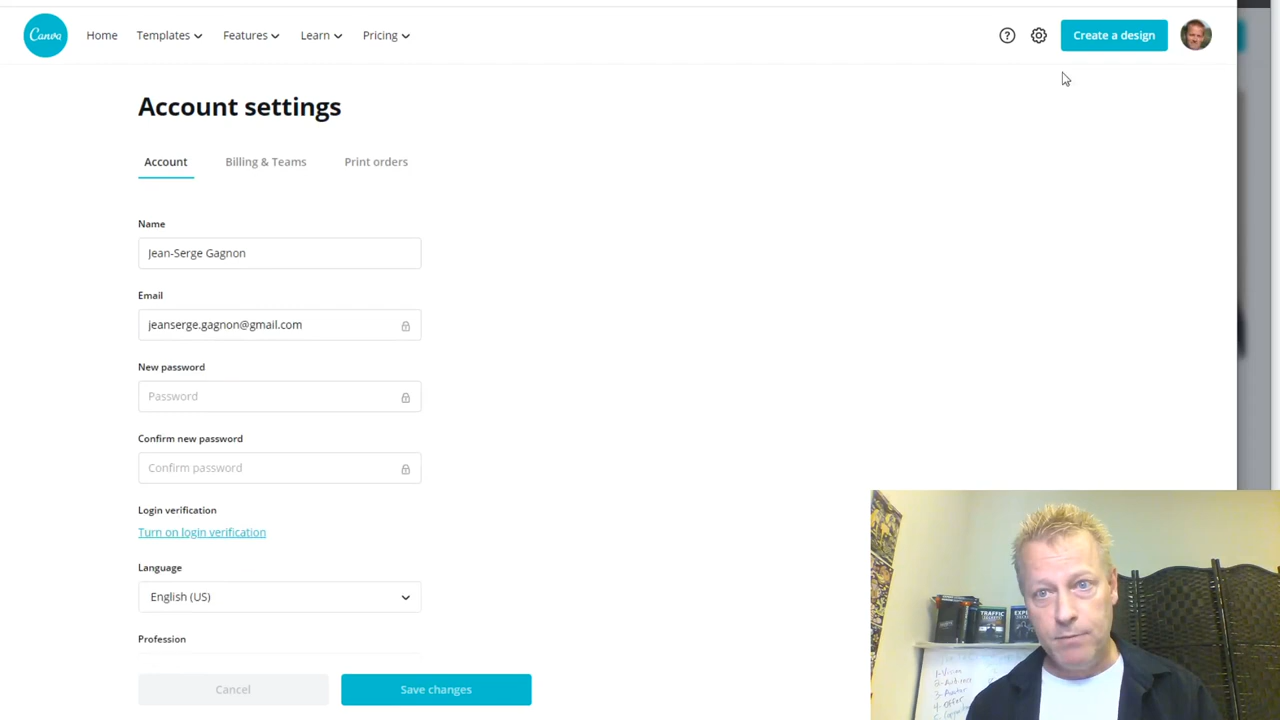 Canva
Home
Templates
Features
Learn
Pricing
Create a design
Account settings
Account
Billing & Teams
Print orders
Name
Jean-Serge Gagnon
Email
jeanserge.gagnon@gmail.com
New password
Password
Confirm new password
Confirm password
Login verification
Turn on login verification
Language
English (US)
Profession
Cancel
Save changes
TRAFFIC